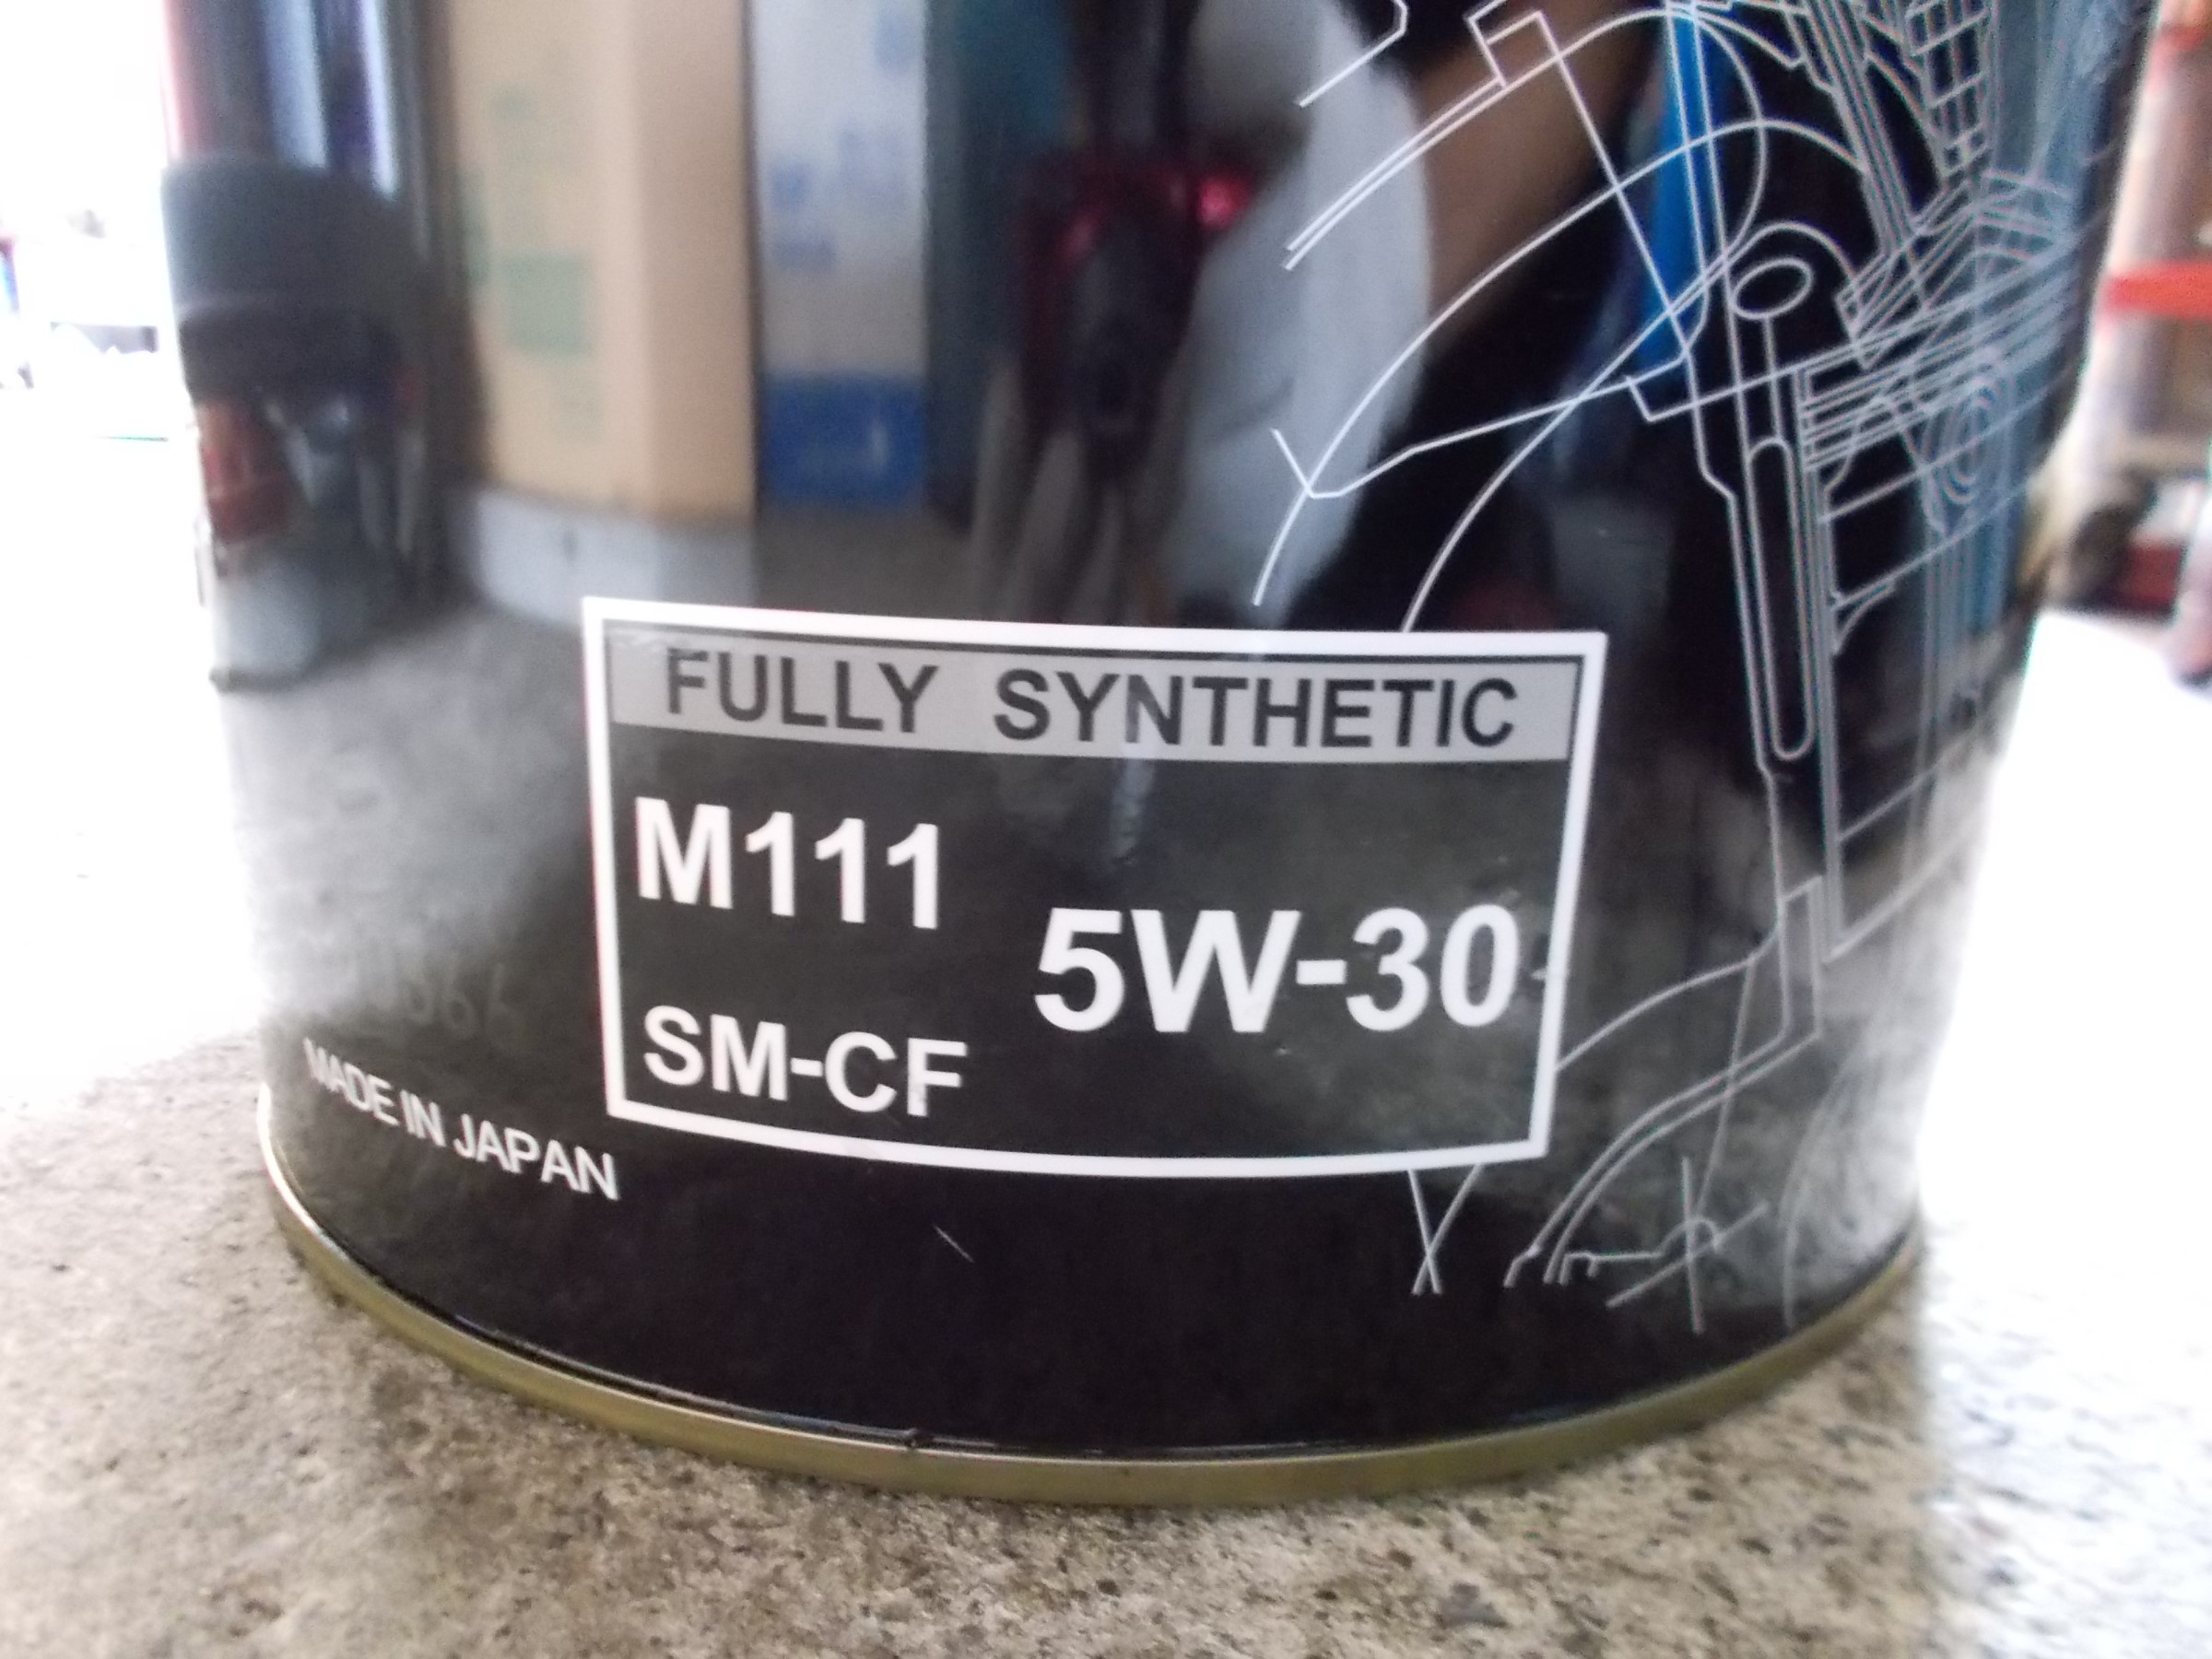 FULLY SYNTHETIC
M111
5W-30
SM-CF
MADE IN JAPAN